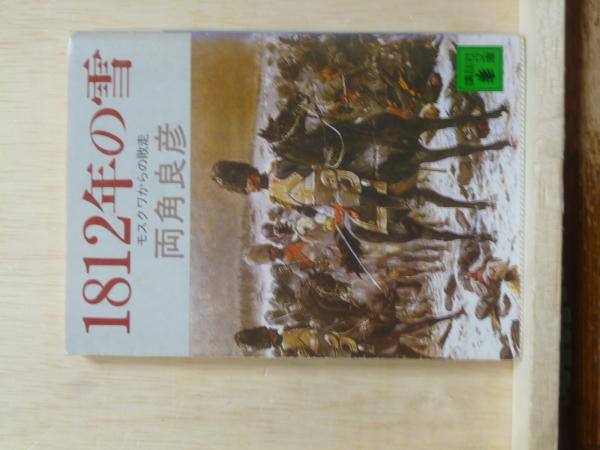 1812年の雪
モスクワからの敗走
両角良彦
講談社
文庫